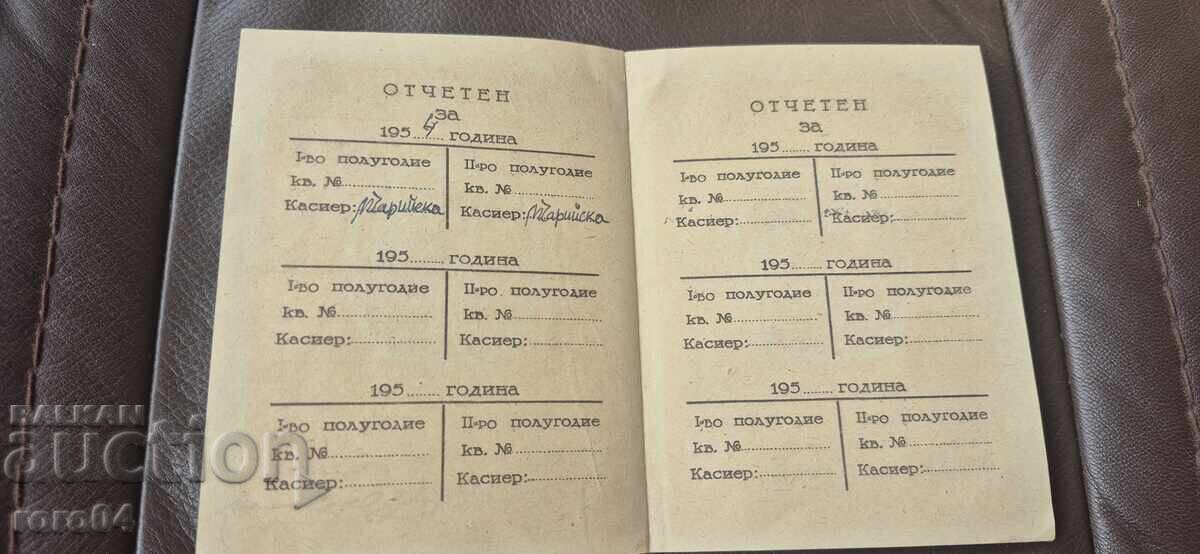 ОТЧЕТЕН
за
1954 година
I-во полугодие
кв. №
Касиер:
II-ро полугодие
кв. №
Касиер:
195 година
I-во полугодие
кв. №
Касиер:
II-ро полугодие
кв. №
Касиер:
195 година
I-во полугодие
кв. №
Касиер:
II-ро полугодие
кв. №
Касиер:
ОТЧЕТЕН
за
195 година
I-во полугодие
кв. №
Касиер:
II-ро полугодие
кв. №
Касиер:
195 година
I-во полугодие
кв. №
Касиер:
II-ро полугодие
кв. №
Касиер:
195 година
I-во полугодие
кв. №
Касиер:
II-ро полугодие
кв. №
Касиер:
BALKAN
auction
roro84